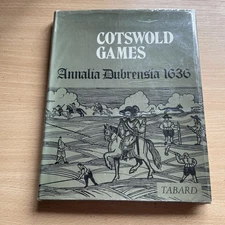 COTSWOLD
GAMES
Annalia Dubrensia 1636
TABARD